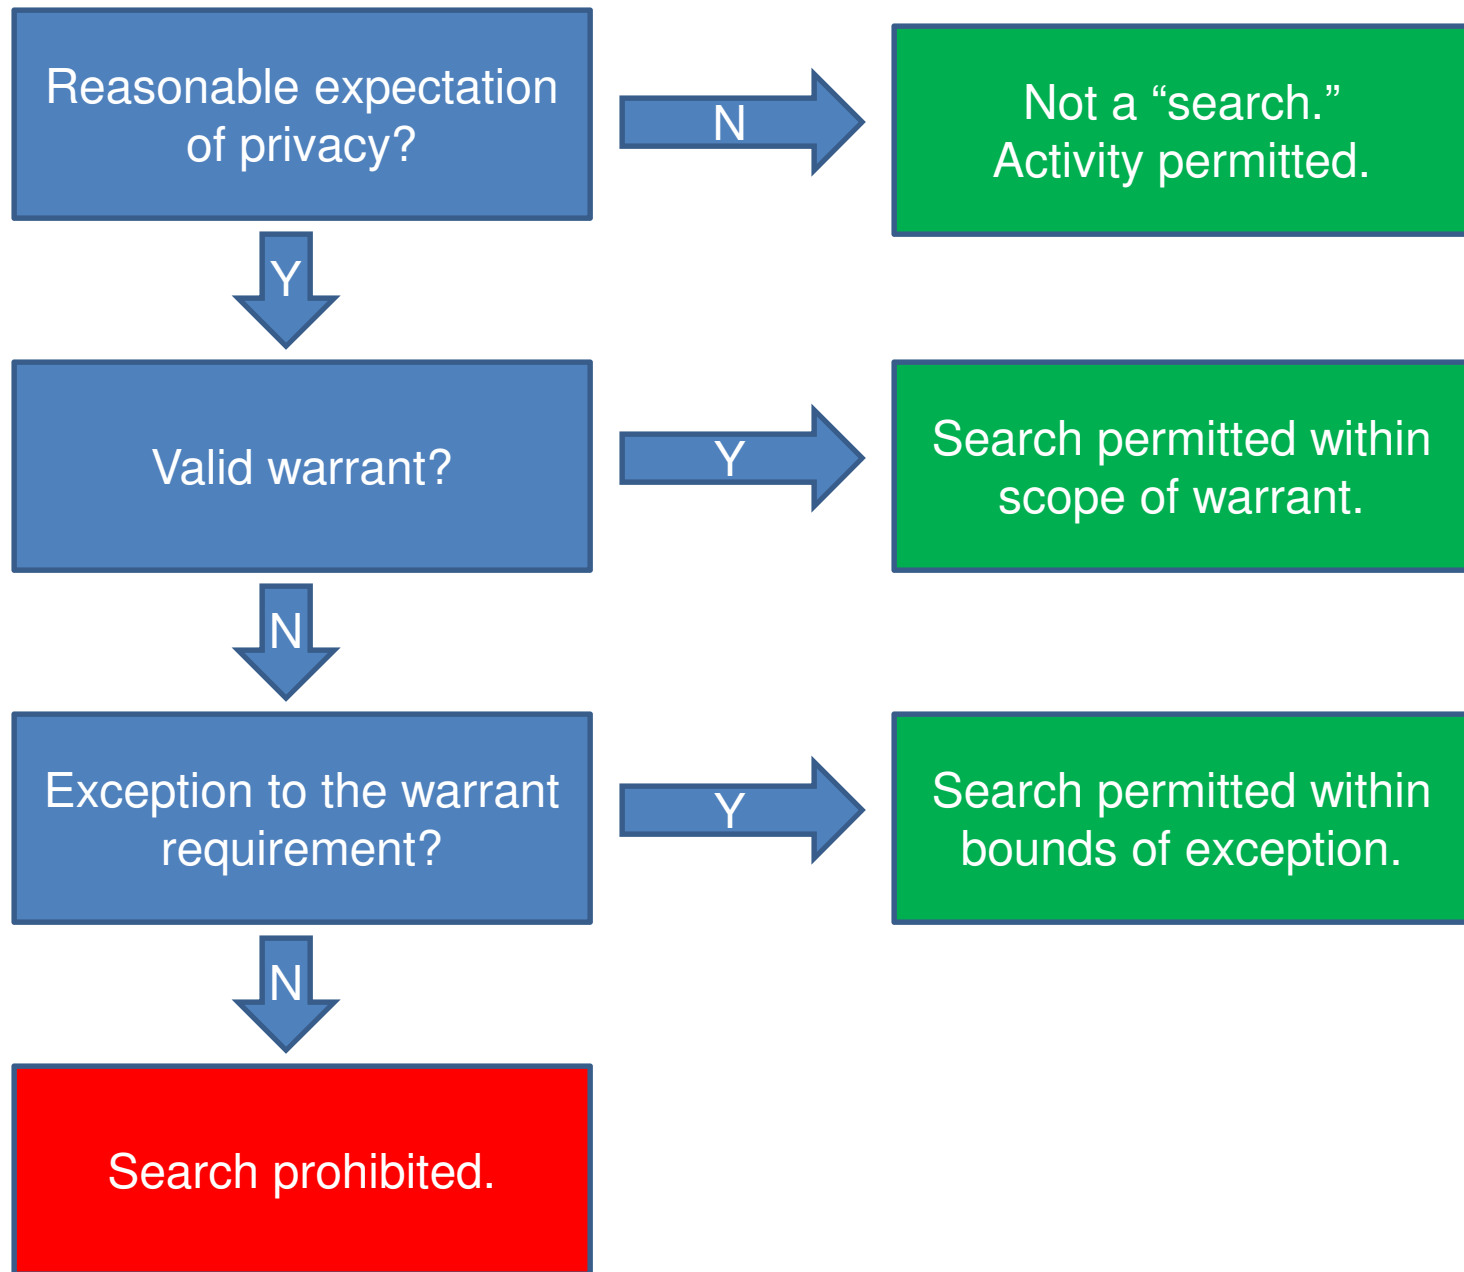 Reasonable expectation
of privacy?
N
Not a “search.”
Activity permitted.
Y
Valid warrant?
Y
Search permitted within
scope of warrant.
N
Exception to the warrant
requirement?
Y
Search permitted within
bounds of exception.
N
Search prohibited.